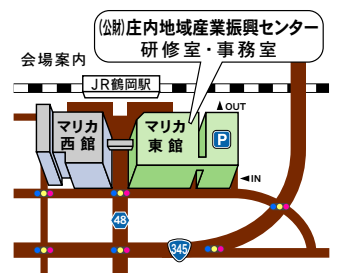 (公財)庄内地域産業振興センター
研修室・事務室
会場案内
JR鶴岡駅
OUT
マリカ
西館
マリカ
東館
P
IN
48
345